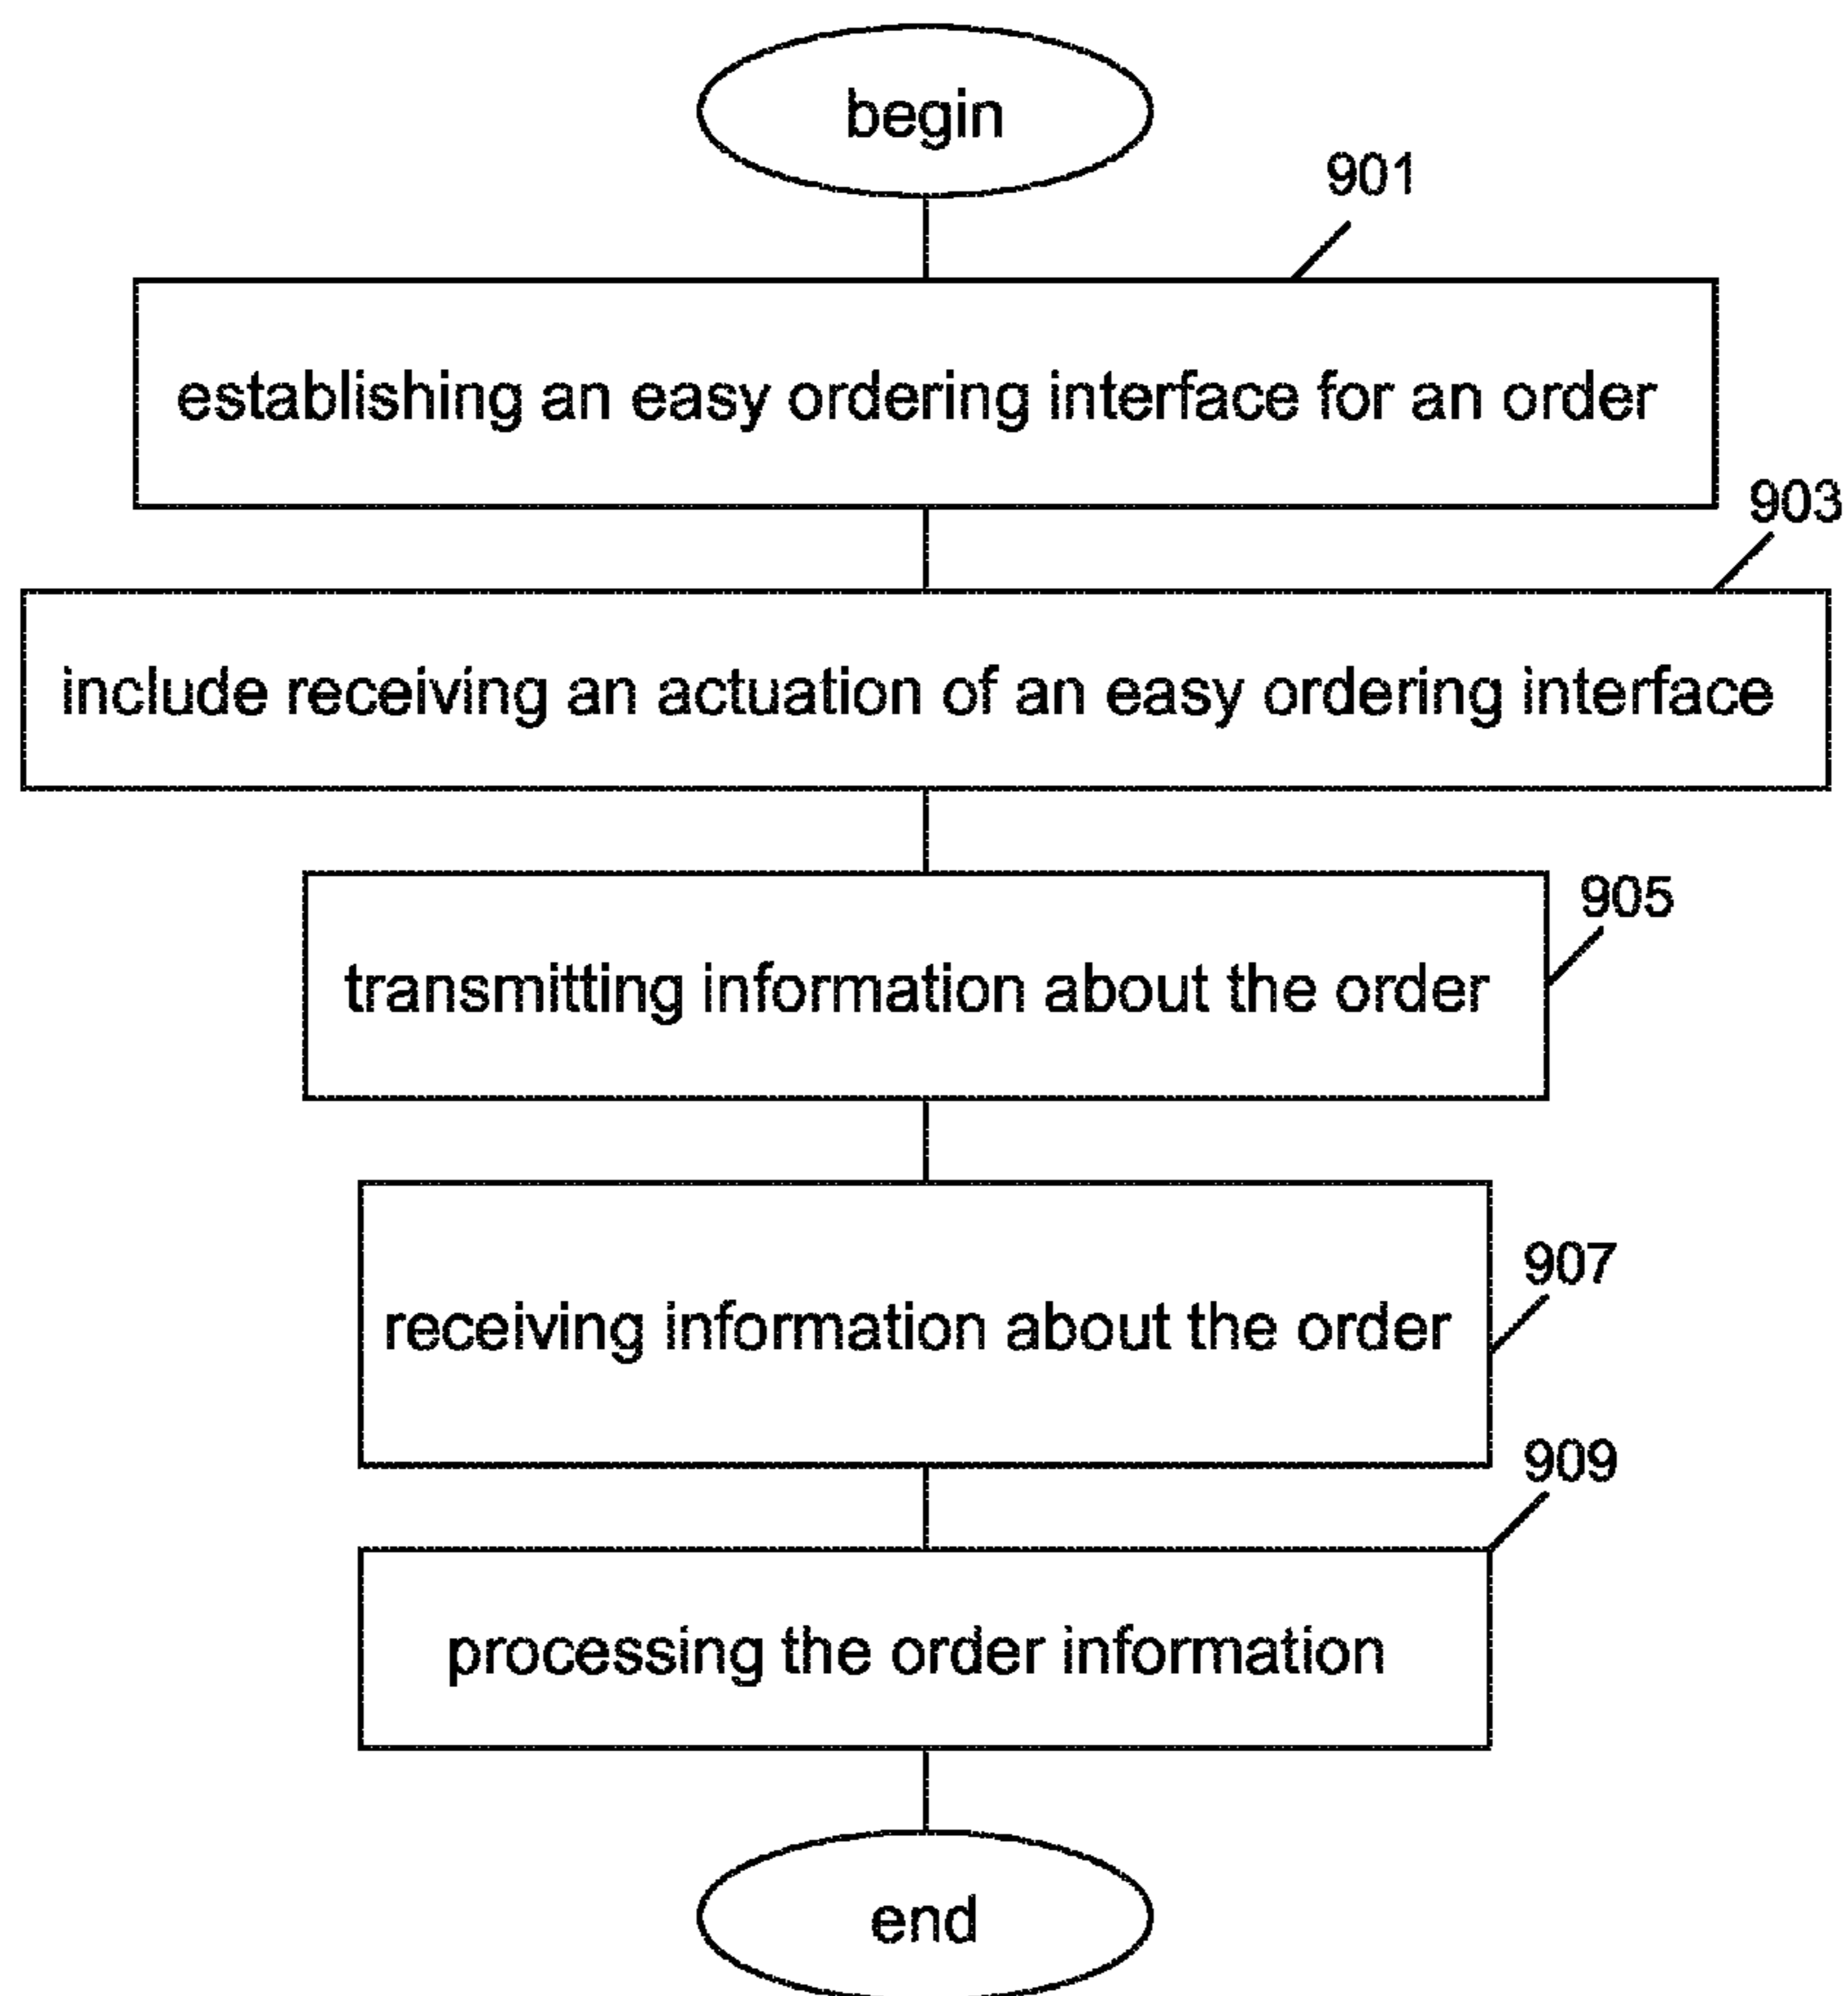 begin
901
establishing an easy ordering interface for an order
903
include receiving an actuation of an easy ordering interface
905
transmitting information about the order
907
receiving information about the order
909
processing the order information
end